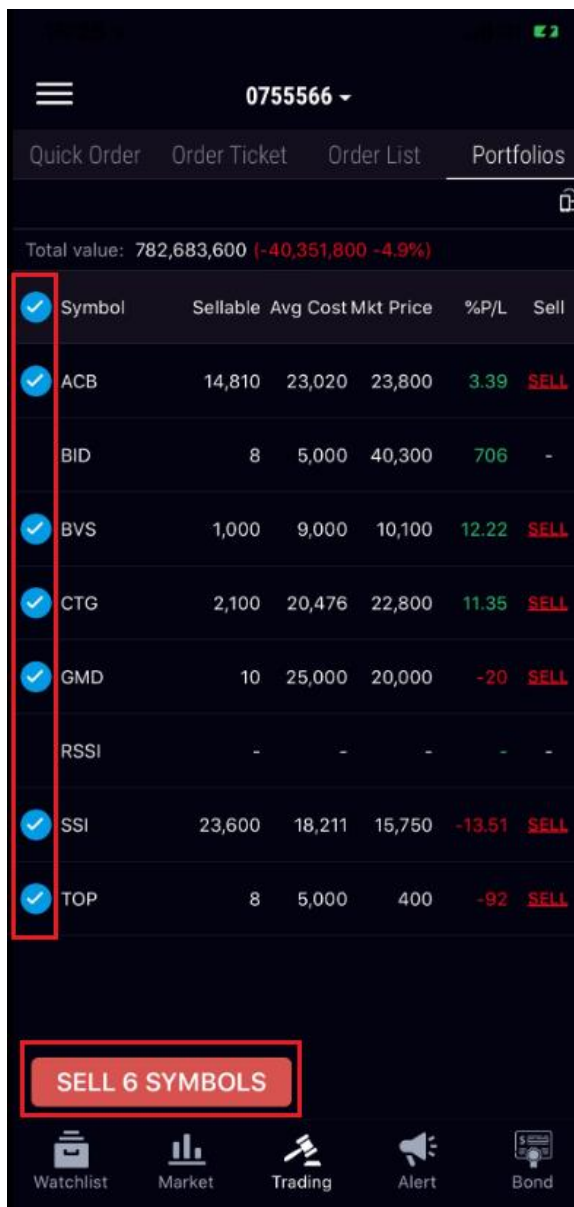 0755566
Quick Order Order Ticket Order List Portfolios
Total value: 782,683,600 (-40,351,800 -4.9%)
Symbol Sellable Avg Cost Mkt Price %P/L Sell
ACB 14,810 23,020 23,800 3.39 SELL
BID 8 5,000 40,300 706 -
BVS 1,000 9,000 10,100 12.22 SELL
CTG 2,100 20,476 22,800 11.35 SELL
GMD 10 25,000 20,000 -20 SELL
RSSI - - - - -
SSI 23,600 18,211 15,750 -13.51 SELL
TOP 8 5,000 400 -92 SELL
SELL 6 SYMBOLS
Watchlist Market Trading Alert Bond